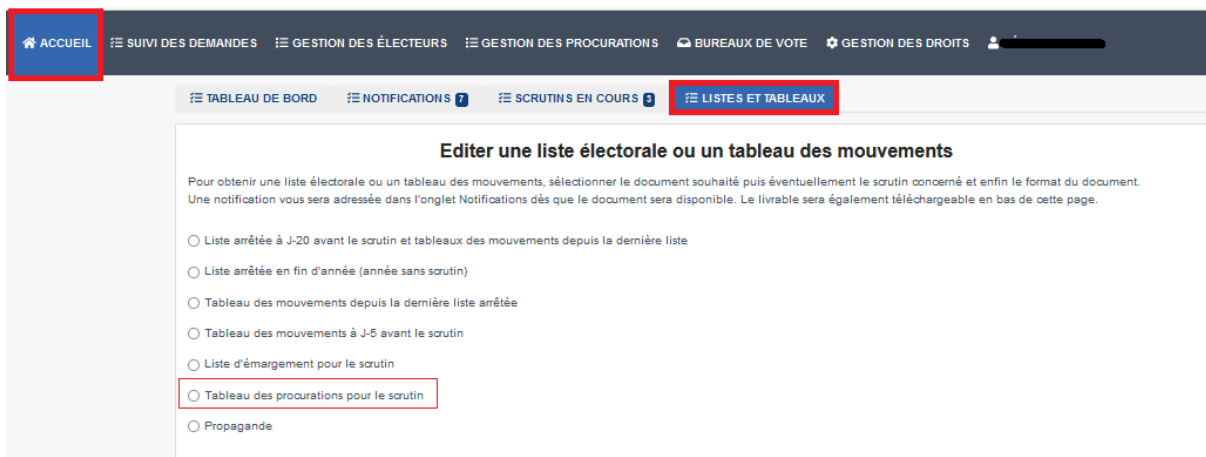 ACCUEIL SUIVI DES DEMANDES GESTION DES ÉLECTEURS GESTION DES PROCURATIONS BUREAUX DE VOTE GESTION DES DROITS
TABLEAU DE BORD NOTIFICATIONS 7 SCRUTINS EN COURS 3 LISTES ET TABLEAUX
Editer une liste électorale ou un tableau des mouvements
Pour obtenir une liste électorale ou un tableau des mouvements, sélectionner le document souhaité puis éventuellement le scrutin concerné et enfin le format du document.
Une notification vous sera adressée dans l'onglet Notifications dès que le document sera disponible. Le livrable sera également téléchargeable en bas de cette page.
Liste arrêtée à J-20 avant le scrutin et tableaux des mouvements depuis la dernière liste
Liste arrêtée en fin d'année (année sans scrutin)
Tableau des mouvements depuis la dernière liste arrêtée
Tableau des mouvements à J-5 avant le scrutin
Liste d'émargement pour le scrutin
Tableau des procurations pour le scrutin
Propagande